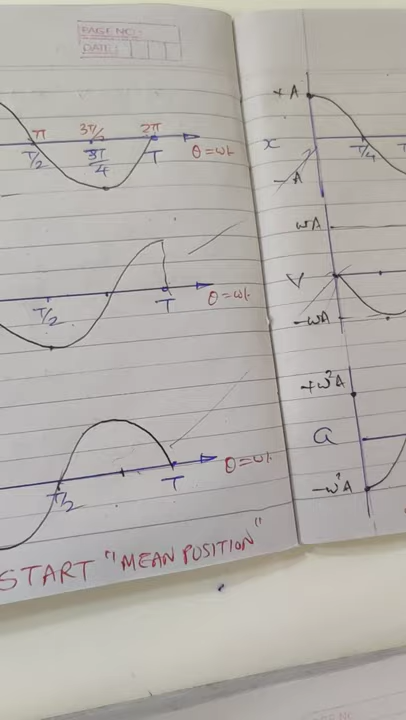 PAGE NO.:
DATE:
π 3π/2 2π
T/2 3T/4 T θ = ωt
T/2 T θ = ωt
T/2 T θ = ωt
START "MEAN POSITION"
+A
x T/4
-A
ωA
V
-ωA
+ω²A
a
-ω²A